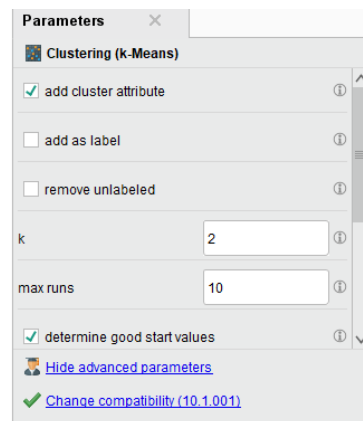 Parameters
Clustering (k-Means)
add cluster attribute
add as label
remove unlabeled
k 2
max runs 10
determine good start values
Hide advanced parameters
Change compatibility (10.1.001)